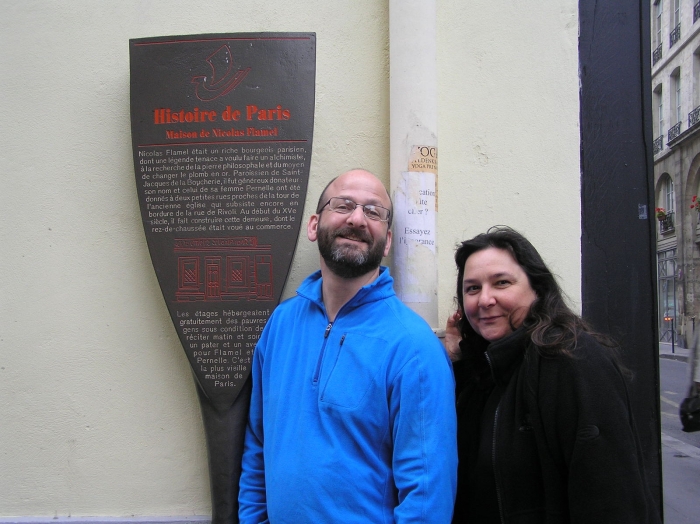 Histoire de Paris
Maison de Nicolas Flamel
Nicolas Flamel était un riche bourgeois parisien,
dont une légende tenace a voulu faire un alchimiste,
à la recherche de la pierre philosophale et du moyen
de changer le plomb en or. Paroissien de Saint-
Jacques de la Boucherie, il fut généreux donateur
son nom et celui de sa femme Pernelle ont été
donnés à deux petites rues proches de la tour de
l'ancienne église qui subsiste encore en
bordure de la rue de Rivoli. Au début du XVe
siècle, il fait construire cette demeure, dont le
rez-de-chaussée était voué au commerce.
Les étages hébergeaient
gratuitement des pauvres
gens sous condition de
réciter matin et soir
un pater et un ave
pour Flamel et
Pernelle. C'est
la plus vieille
maison de
Paris.
YOGA
Essayez